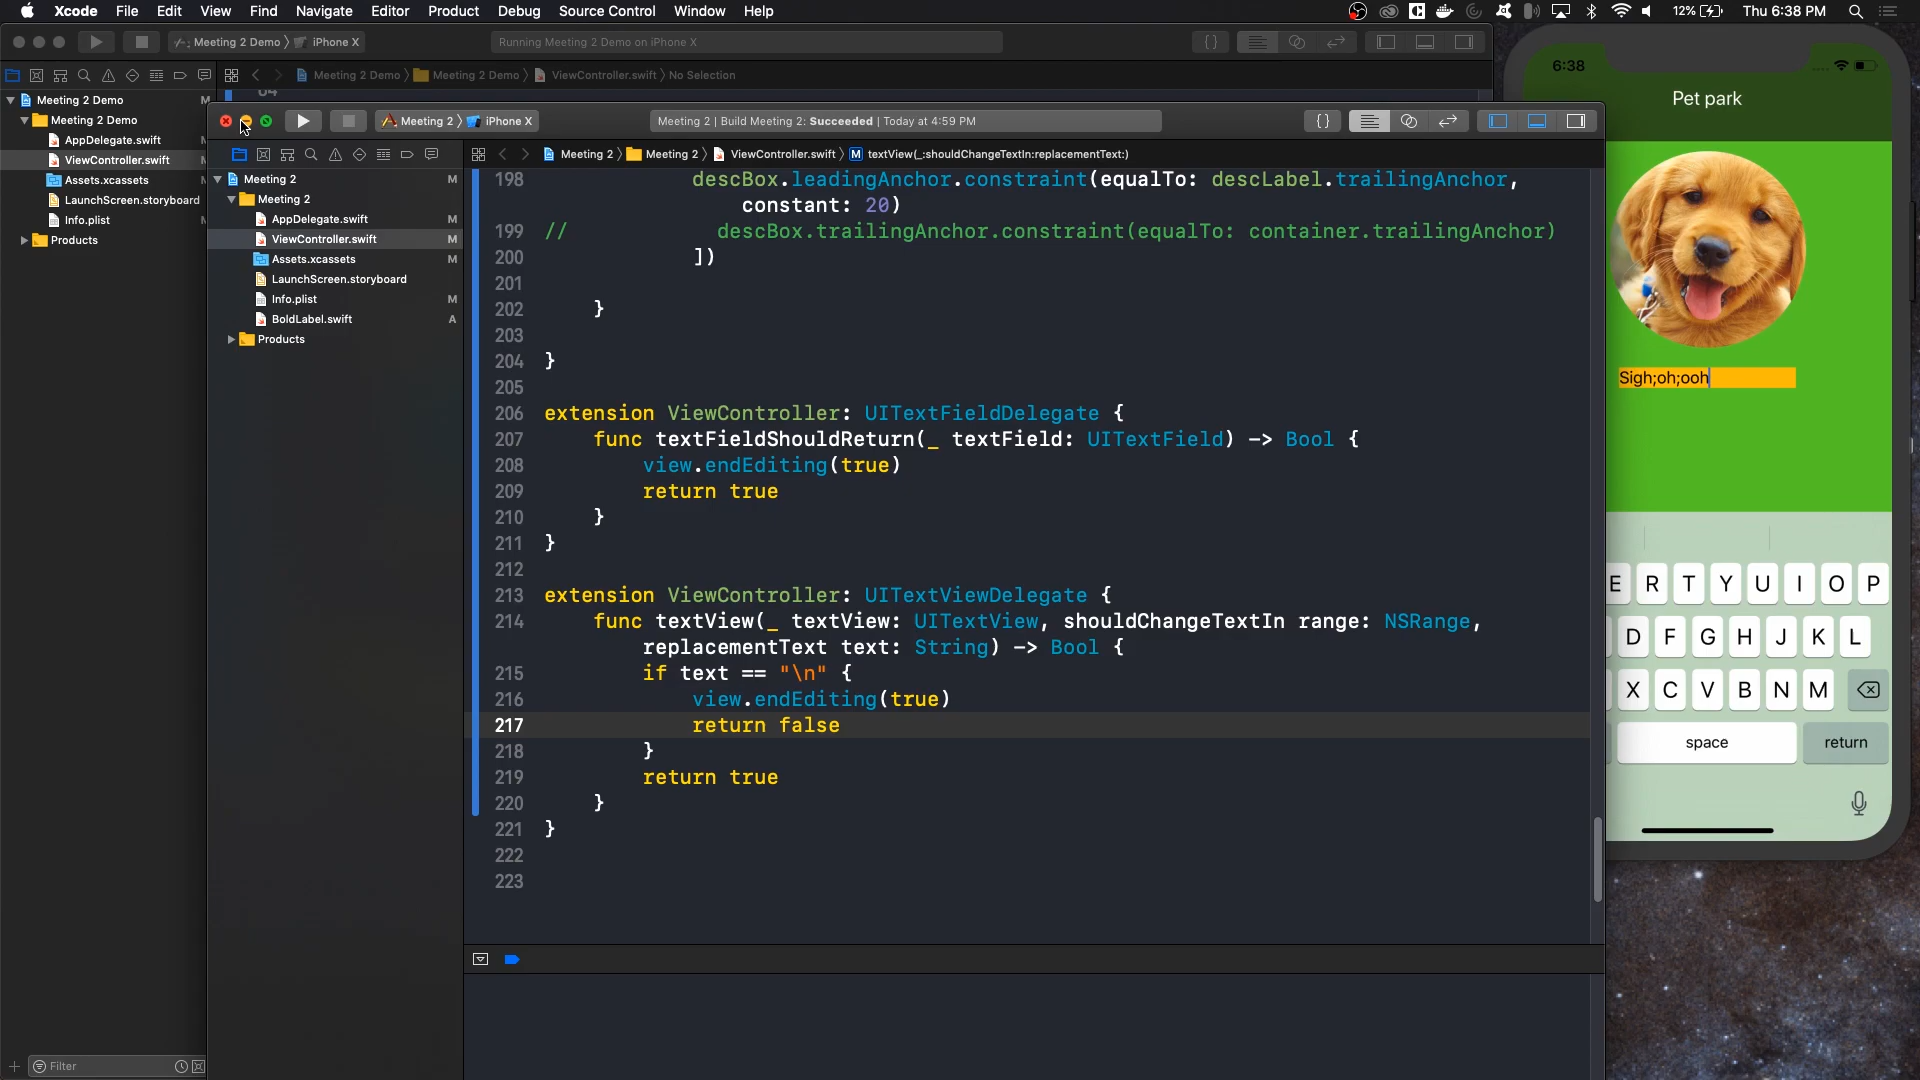 Xcode File Edit View Find Navigate Editor Product Debug Source Control Window Help 12% Thu 6:38 PM
Meeting 2 Demo iPhone X Running Meeting 2 Demo on iPhone X
Meeting 2 Demo Meeting 2 Demo ViewController.swift No Selection
Meeting 2 Demo M
Meeting 2 Demo
AppDelegate.swift
ViewController.swift
Assets.xcassets
LaunchScreen.storyboard
Info.plist
Products
Filter
Meeting 2 iPhone X Meeting 2 | Build Meeting 2: Succeeded | Today at 4:59 PM
Meeting 2 Meeting 2 ViewController.swift M textView(_:shouldChangeTextIn:replacementText:)
Meeting 2 M
Meeting 2
AppDelegate.swift M
ViewController.swift M
Assets.xcassets M
LaunchScreen.storyboard
Info.plist M
BoldLabel.swift A
Products
198 descBox.leadingAnchor.constraint(equalTo: descLabel.trailingAnchor,
constant: 20)
199 // descBox.trailingAnchor.constraint(equalTo: container.trailingAnchor)
200 ])
201
202 }
203
204 }
205
206 extension ViewController: UITextFieldDelegate {
207 func textFieldShouldReturn(_ textField: UITextField) -> Bool {
208 view.endEditing(true)
209 return true
210 }
211 }
212
213 extension ViewController: UITextViewDelegate {
214 func textView(_ textView: UITextView, shouldChangeTextIn range: NSRange,
replacementText text: String) -> Bool {
215 if text == "\n" {
216 view.endEditing(true)
217 return false
218 }
219 return true
220 }
221 }
222
223
6:38
Pet park
Sigh;oh;ooh
E R T Y U I O P
D F G H J K L
X C V B N M
space return